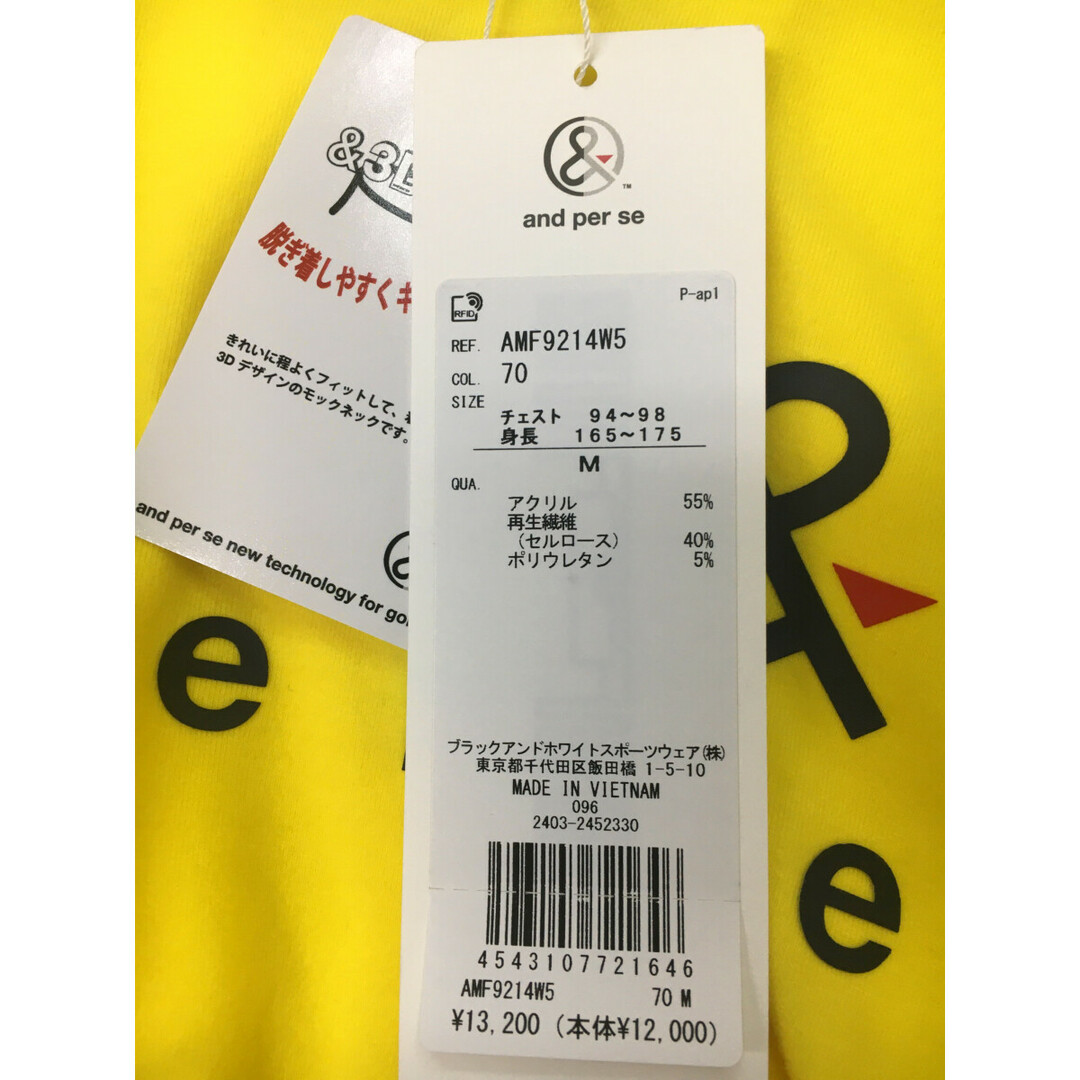 &3D
脱ぎ着しやすく
きれいに程よくフィットして、
3Dデザインのモックネックです。
and per se new technology for
&
™
and per se
P-ap1
RFID
REF. AMF9214W5
COL. 70
SIZE
チェスト 94～98
身長 165～175
M
QUA.
アクリル 55%
再生繊維
(セルロース) 40%
ポリウレタン 5%
ブラックアンドホワイトスポーツウェア(株)
東京都千代田区飯田橋 1-5-10
MADE IN VIETNAM
096
2403-2452330
4543107721646
AMF9214W5 70 M
¥13,200 (本体¥12,000)
e
&
e